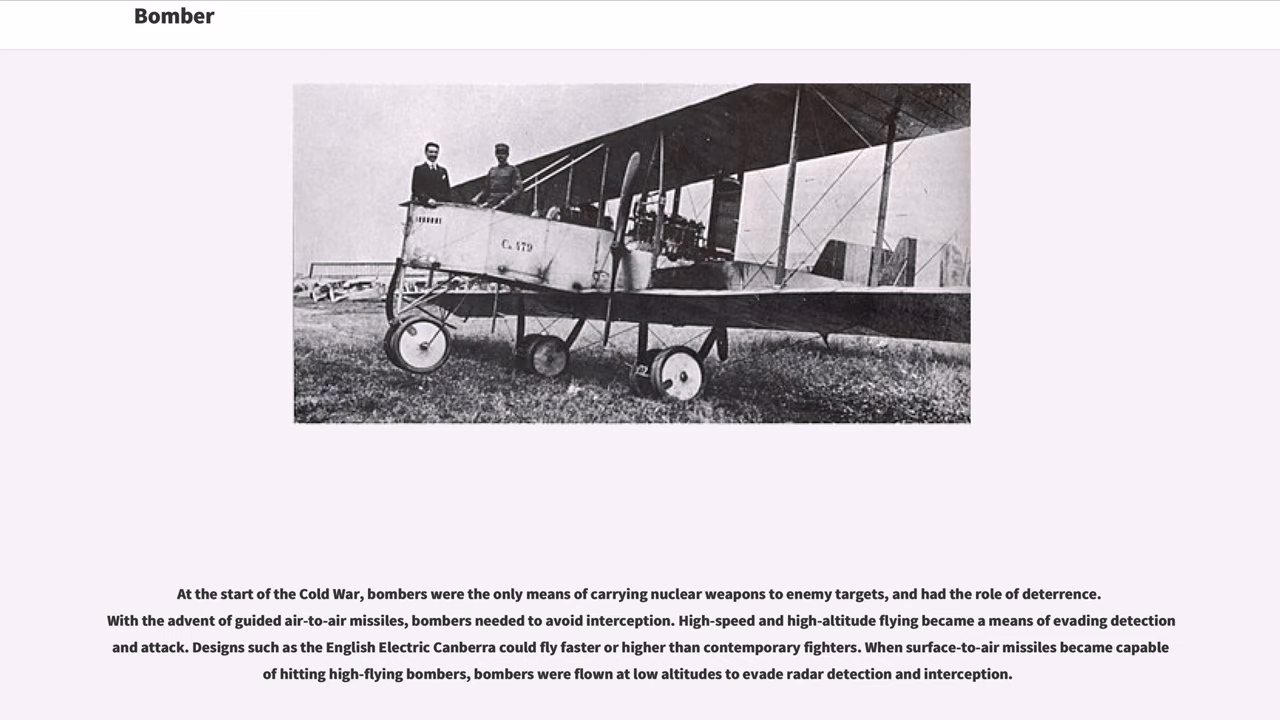 Bomber
Ca 479
At the start of the Cold War, bombers were the only means of carrying nuclear weapons to enemy targets, and had the role of deterrence.
With the advent of guided air-to-air missiles, bombers needed to avoid interception. High-speed and high-altitude flying became a means of evading detection
and attack. Designs such as the English Electric Canberra could fly faster or higher than contemporary fighters. When surface-to-air missiles became capable
of hitting high-flying bombers, bombers were flown at low altitudes to evade radar detection and interception.